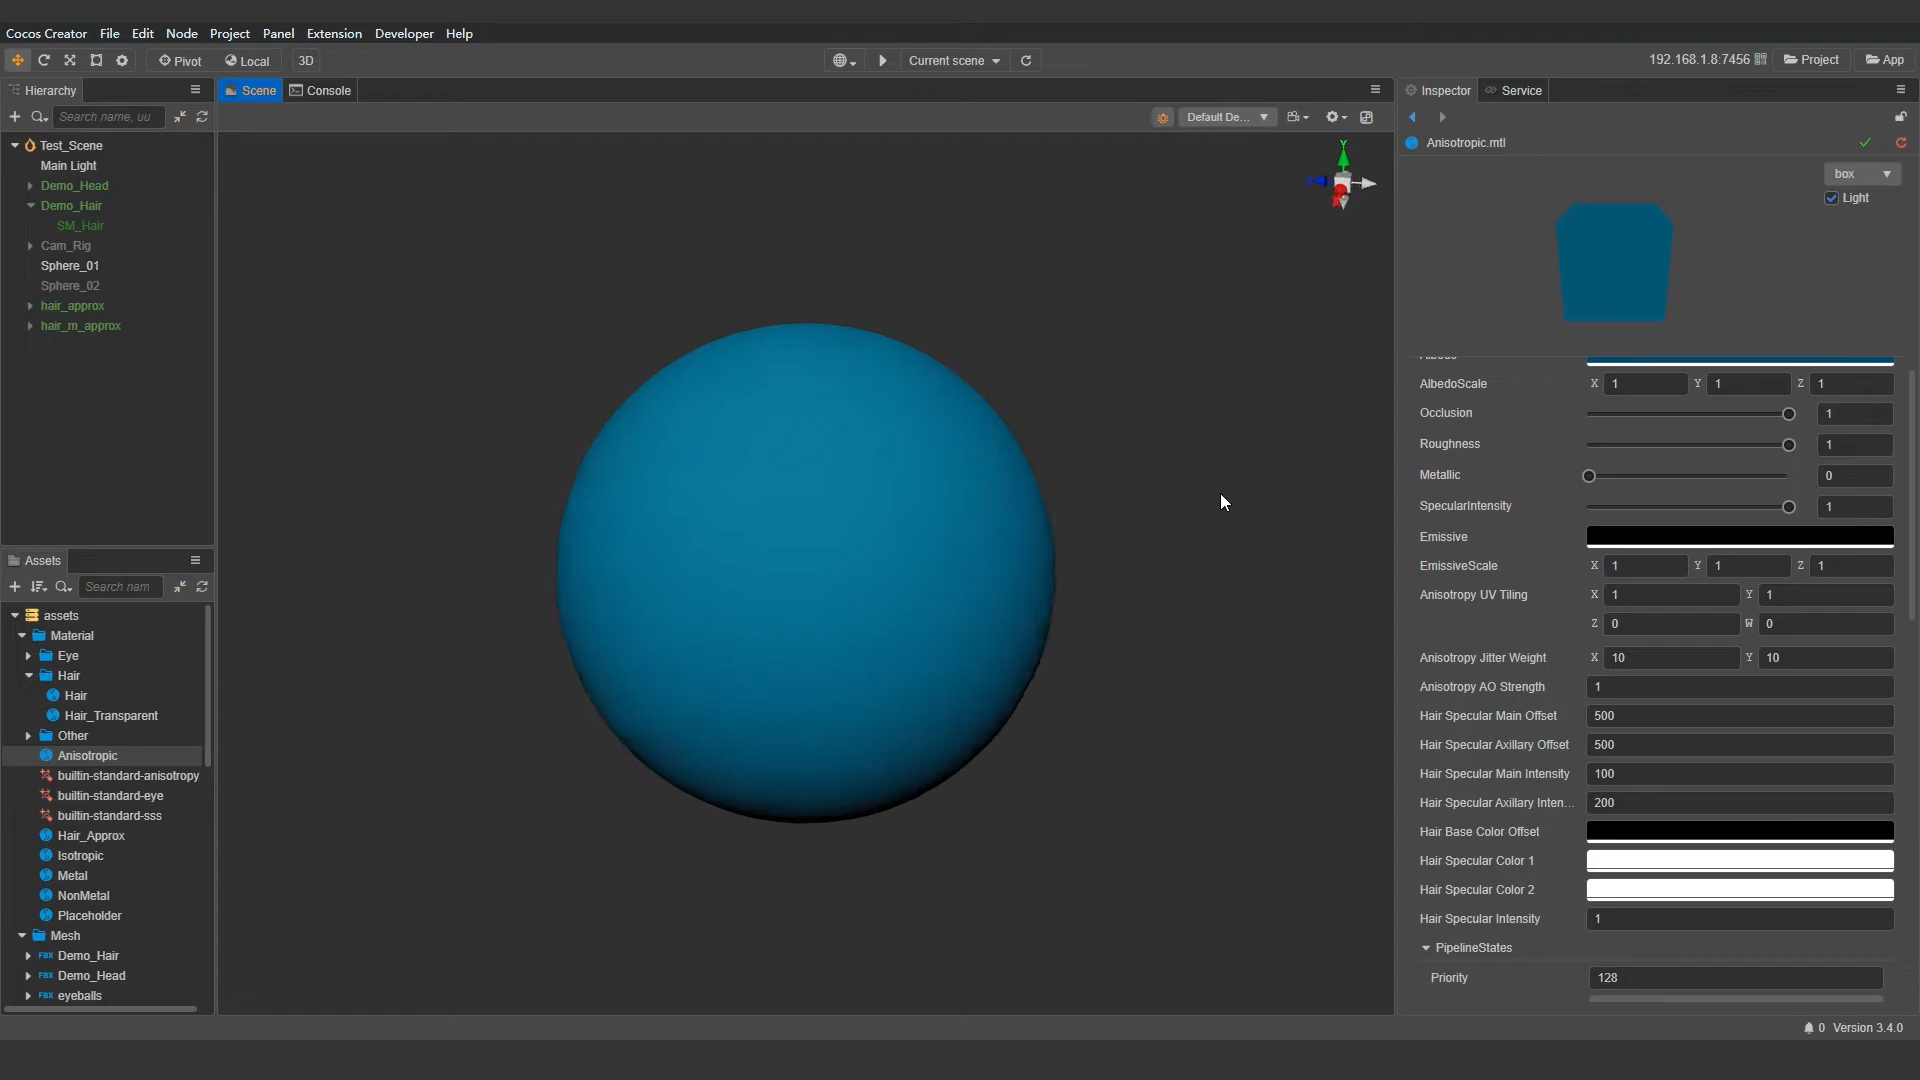 Cocos Creator File Edit Node Project Panel Extension Developer Help
Pivot Local 3D Current scene 192.168.1.8:7456 Project App
Hierarchy
Search name, uu
Test_Scene
Main Light
Demo_Head
Demo_Hair
SM_Hair
Cam_Rig
Sphere_01
Sphere_02
hair_approx
hair_m_approx
Assets
Search nam
assets
Material
Eye
Hair
Hair
Hair_Transparent
Other
Anisotropic
builtin-standard-anisotropy
builtin-standard-eye
builtin-standard-sss
Hair_Approx
Isotropic
Metal
NonMetal
Placeholder
Mesh
FBX Demo_Hair
FBX Demo_Head
FBX eyeballs
Scene Console
Default De...
Y
X
Inspector Service
Anisotropic.mtl
box
Light
AlbedoScale X 1 Y 1 Z 1
Occlusion 1
Roughness 1
Metallic 0
SpecularIntensity 1
Emissive
EmissiveScale X 1 Y 1 Z 1
Anisotropy UV Tiling X 1 Y 1
Z 0 W 0
Anisotropy Jitter Weight X 10 Y 10
Anisotropy AO Strength 1
Hair Specular Main Offset 500
Hair Specular Axillary Offset 500
Hair Specular Main Intensity 100
Hair Specular Axillary Inten... 200
Hair Base Color Offset
Hair Specular Color 1
Hair Specular Color 2
Hair Specular Intensity 1
PipelineStates
Priority 128
0 Version 3.4.0